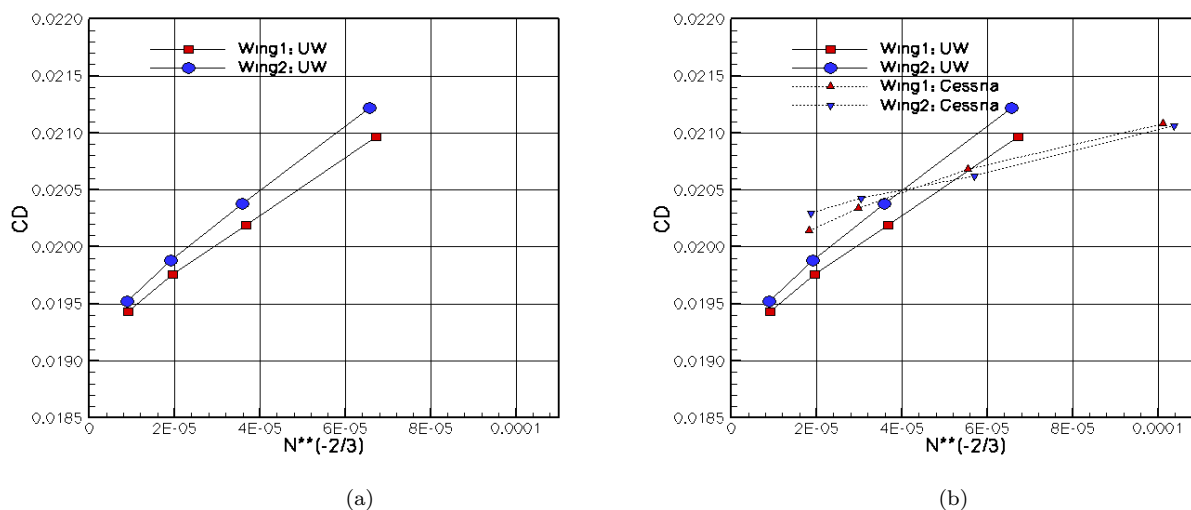 0.0220
0.0215
0.0210
0.0205
0.0200
0.0195
0.0190
0.0185
CD
Wing1: UW
Wing2: UW
0
2E-05
4E-05
6E-05
8E-05
0.0001
N**(-2/3)
(a)
0.0220
0.0215
0.0210
0.0205
0.0200
0.0195
0.0190
0.0185
CD
Wing1: UW
Wing2: UW
Wing1: Cessna
Wing2: Cessna
0
2E-05
4E-05
6E-05
8E-05
0.0001
N**(-2/3)
(b)